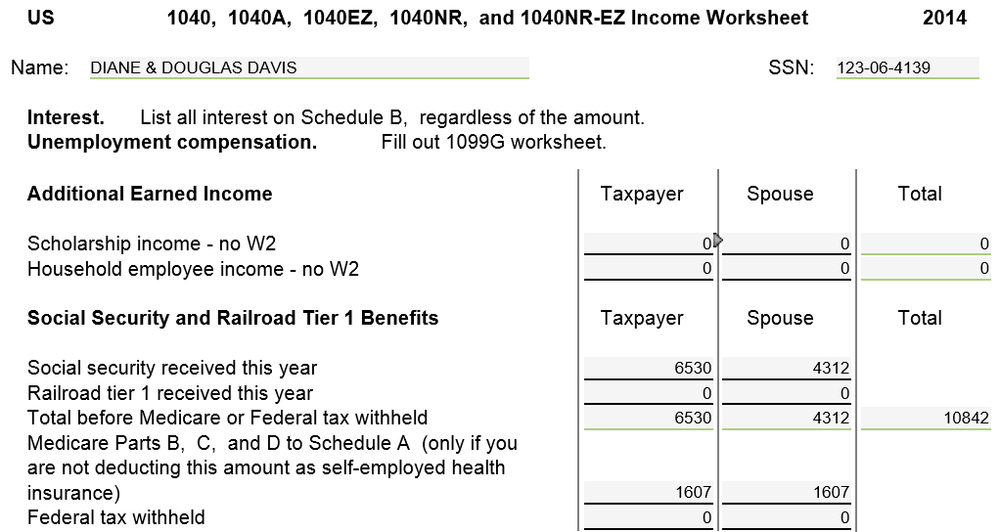 US 1040, 1040A, 1040EZ, 1040NR, and 1040NR-EZ Income Worksheet 2014
Name: DIANE & DOUGLAS DAVIS SSN: 123-06-4139
Interest. List all interest on Schedule B, regardless of the amount.
Unemployment compensation. Fill out 1099G worksheet.
Additional Earned Income Taxpayer Spouse Total
Scholarship income - no W2 0 0 0
Household employee income - no W2 0 0 0
Social Security and Railroad Tier 1 Benefits Taxpayer Spouse Total
Social security received this year 6530 4312
Railroad tier 1 received this year 0 0
Total before Medicare or Federal tax withheld 6530 4312 10842
Medicare Parts B, C, and D to Schedule A (only if you
are not deducting this amount as self-employed health
insurance) 1607 1607
Federal tax withheld 0 0